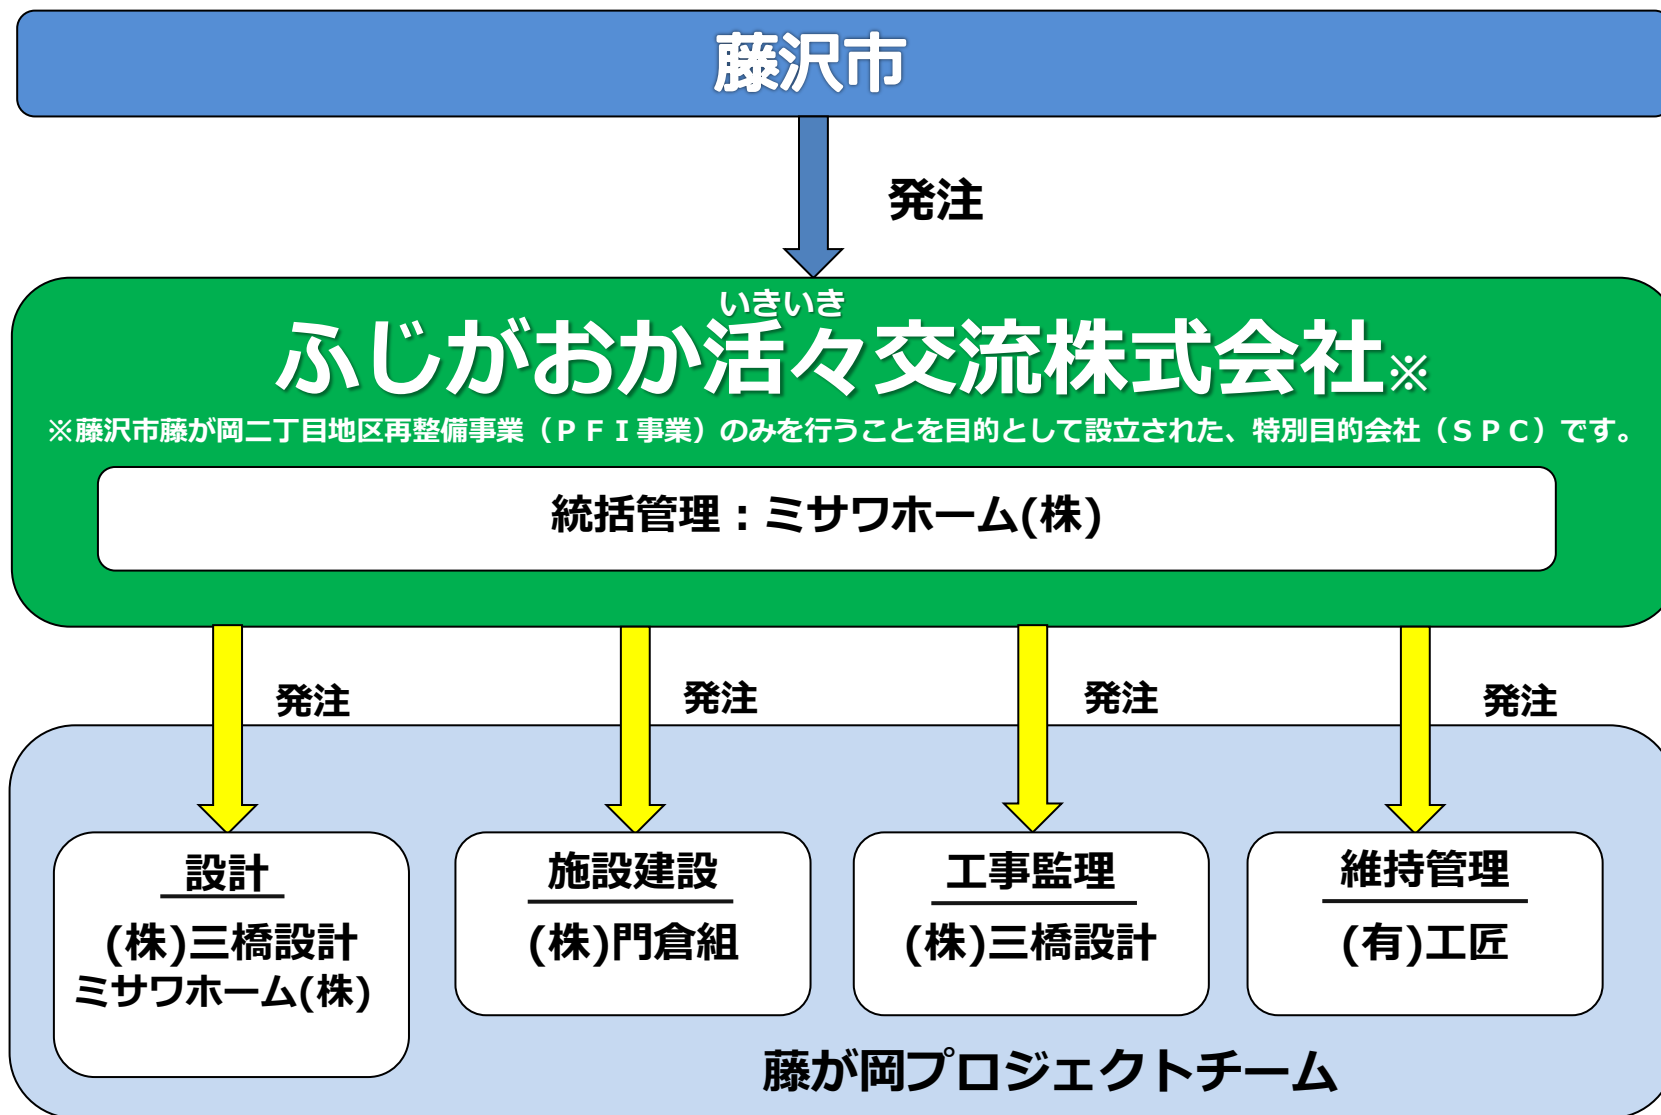 藤沢市
発注
いきいき
ふじがおか活々交流株式会社※
※藤沢市藤が岡二丁目地区再整備事業（ＰＦＩ事業）のみを行うことを目的として設立された、特別目的会社（ＳＰＣ）です。
統括管理：ミサワホーム(株)
発注
発注
発注
発注
設計
(株)三橋設計
ミサワホーム(株)
施設建設
(株)門倉組
工事監理
(株)三橋設計
維持管理
(有)工匠
藤が岡プロジェクトチーム